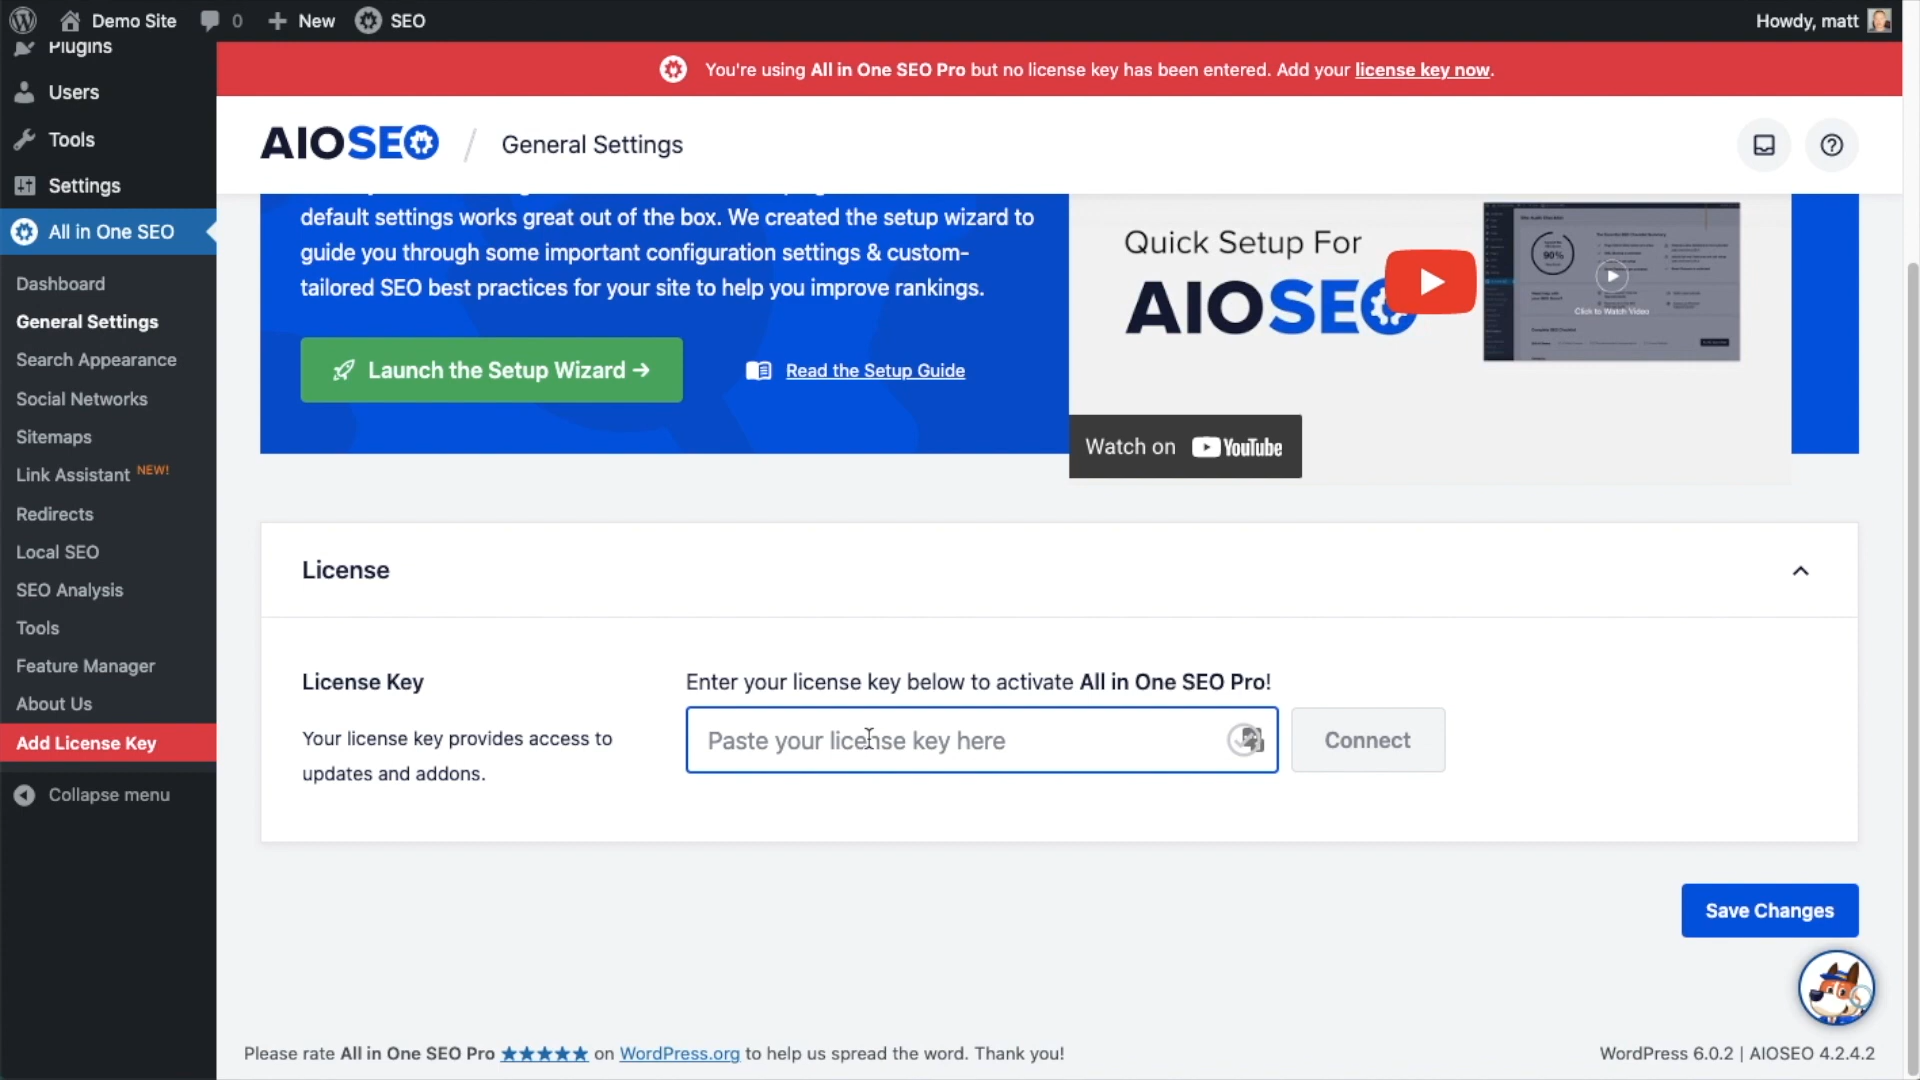 Demo Site
0
New
SEO
Howdy, matt
Plugins
Users
Tools
Settings
All in One SEO
Dashboard
General Settings
Search Appearance
Social Networks
Sitemaps
Link Assistant NEW!
Redirects
Local SEO
SEO Analysis
Tools
Feature Manager
About Us
Add License Key
Collapse menu
You're using All in One SEO Pro but no license key has been entered. Add your license key now.
AIOSEO / General Settings
default settings works great out of the box. We created the setup wizard to
guide you through some important configuration settings & custom-
tailored SEO best practices for your site to help you improve rankings.
Launch the Setup Wizard →
Read the Setup Guide
Quick Setup For
AIOSEO
90%
Click to Watch Video
Watch on YouTube
License
License Key
Your license key provides access to
updates and addons.
Enter your license key below to activate All in One SEO Pro!
Paste your license key here
Connect
Save Changes
Please rate All in One SEO Pro ★★★★★ on WordPress.org to help us spread the word. Thank you!
WordPress 6.0.2 | AIOSEO 4.2.4.2